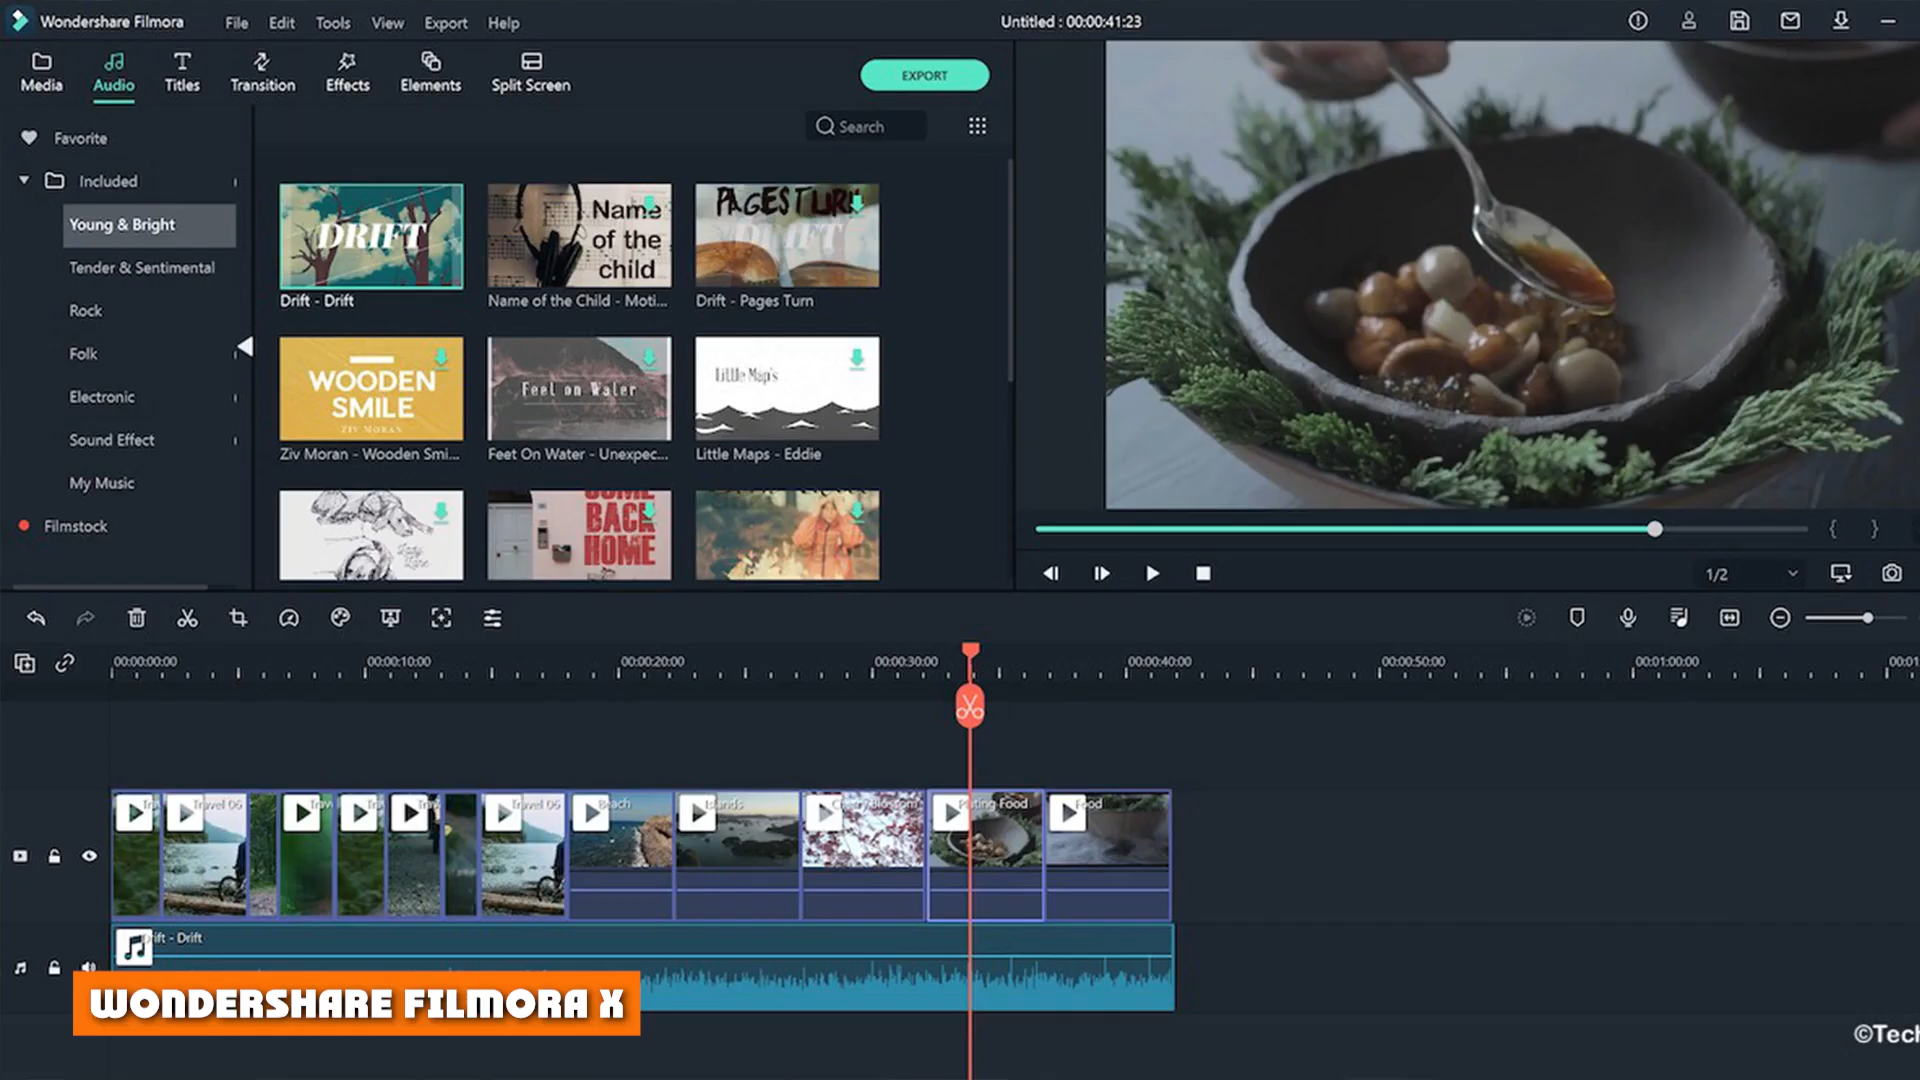 Wondershare Filmora
File Edit Tools View Export Help
Untitled : 00:00:41:23
Media Audio Titles Transition Effects Elements Split Screen
EXPORT
Search
Favorite
Included
Young & Bright
Tender & Sentimental
Rock
Folk
Electronic
Sound Effect
My Music
Filmstock
DRIFT
Drift - Drift
Name
of the
child
Name of the Child - Moti...
PAGES TURN
DRIFT
Drift - Pages Turn
WOODEN
SMILE
ZIV MORAN
Ziv Moran - Wooden Smi...
Feet on Water
Feet On Water - Unexpec...
Little Maps
Little Maps - Eddie
COME
BACK
HOME
1/2
00:00:00:00 00:00:10:00 00:00:20:00 00:00:30:00 00:00:40:00 00:00:50:00 00:01:00:00 00:01
Travel 06 Travel 06 Beach Islands Cherry Blossom Plating Food Food
Drift - Drift
WONDERSHARE FILMORA X
©Tech